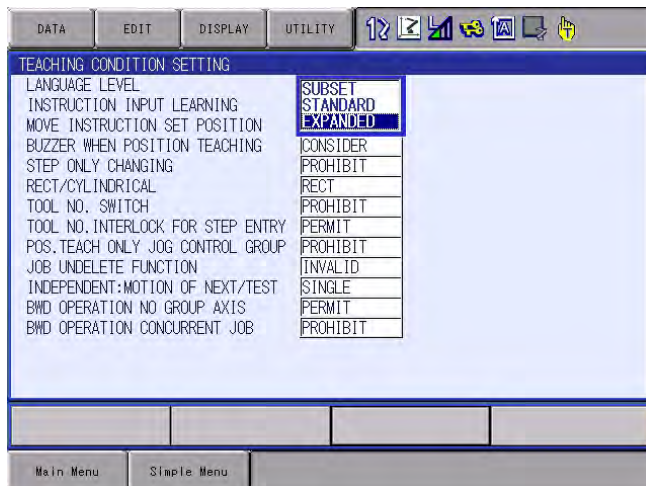 DATA EDIT DISPLAY UTILITY
TEACHING CONDITION SETTING
LANGUAGE LEVEL SUBSET
INSTRUCTION INPUT LEARNING STANDARD
MOVE INSTRUCTION SET POSITION EXPANDED
BUZZER WHEN POSITION TEACHING CONSIDER
STEP ONLY CHANGING PROHIBIT
RECT/CYLINDRICAL RECT
TOOL NO. SWITCH PROHIBIT
TOOL NO.INTERLOCK FOR STEP ENTRY PERMIT
POS.TEACH ONLY JOG CONTROL GROUP PROHIBIT
JOB UNDELETE FUNCTION INVALID
INDEPENDENT:MOTION OF NEXT/TEST SINGLE
BWD OPERATION NO GROUP AXIS PERMIT
BWD OPERATION CONCURRENT JOB PROHIBIT
Main Menu Simple Menu